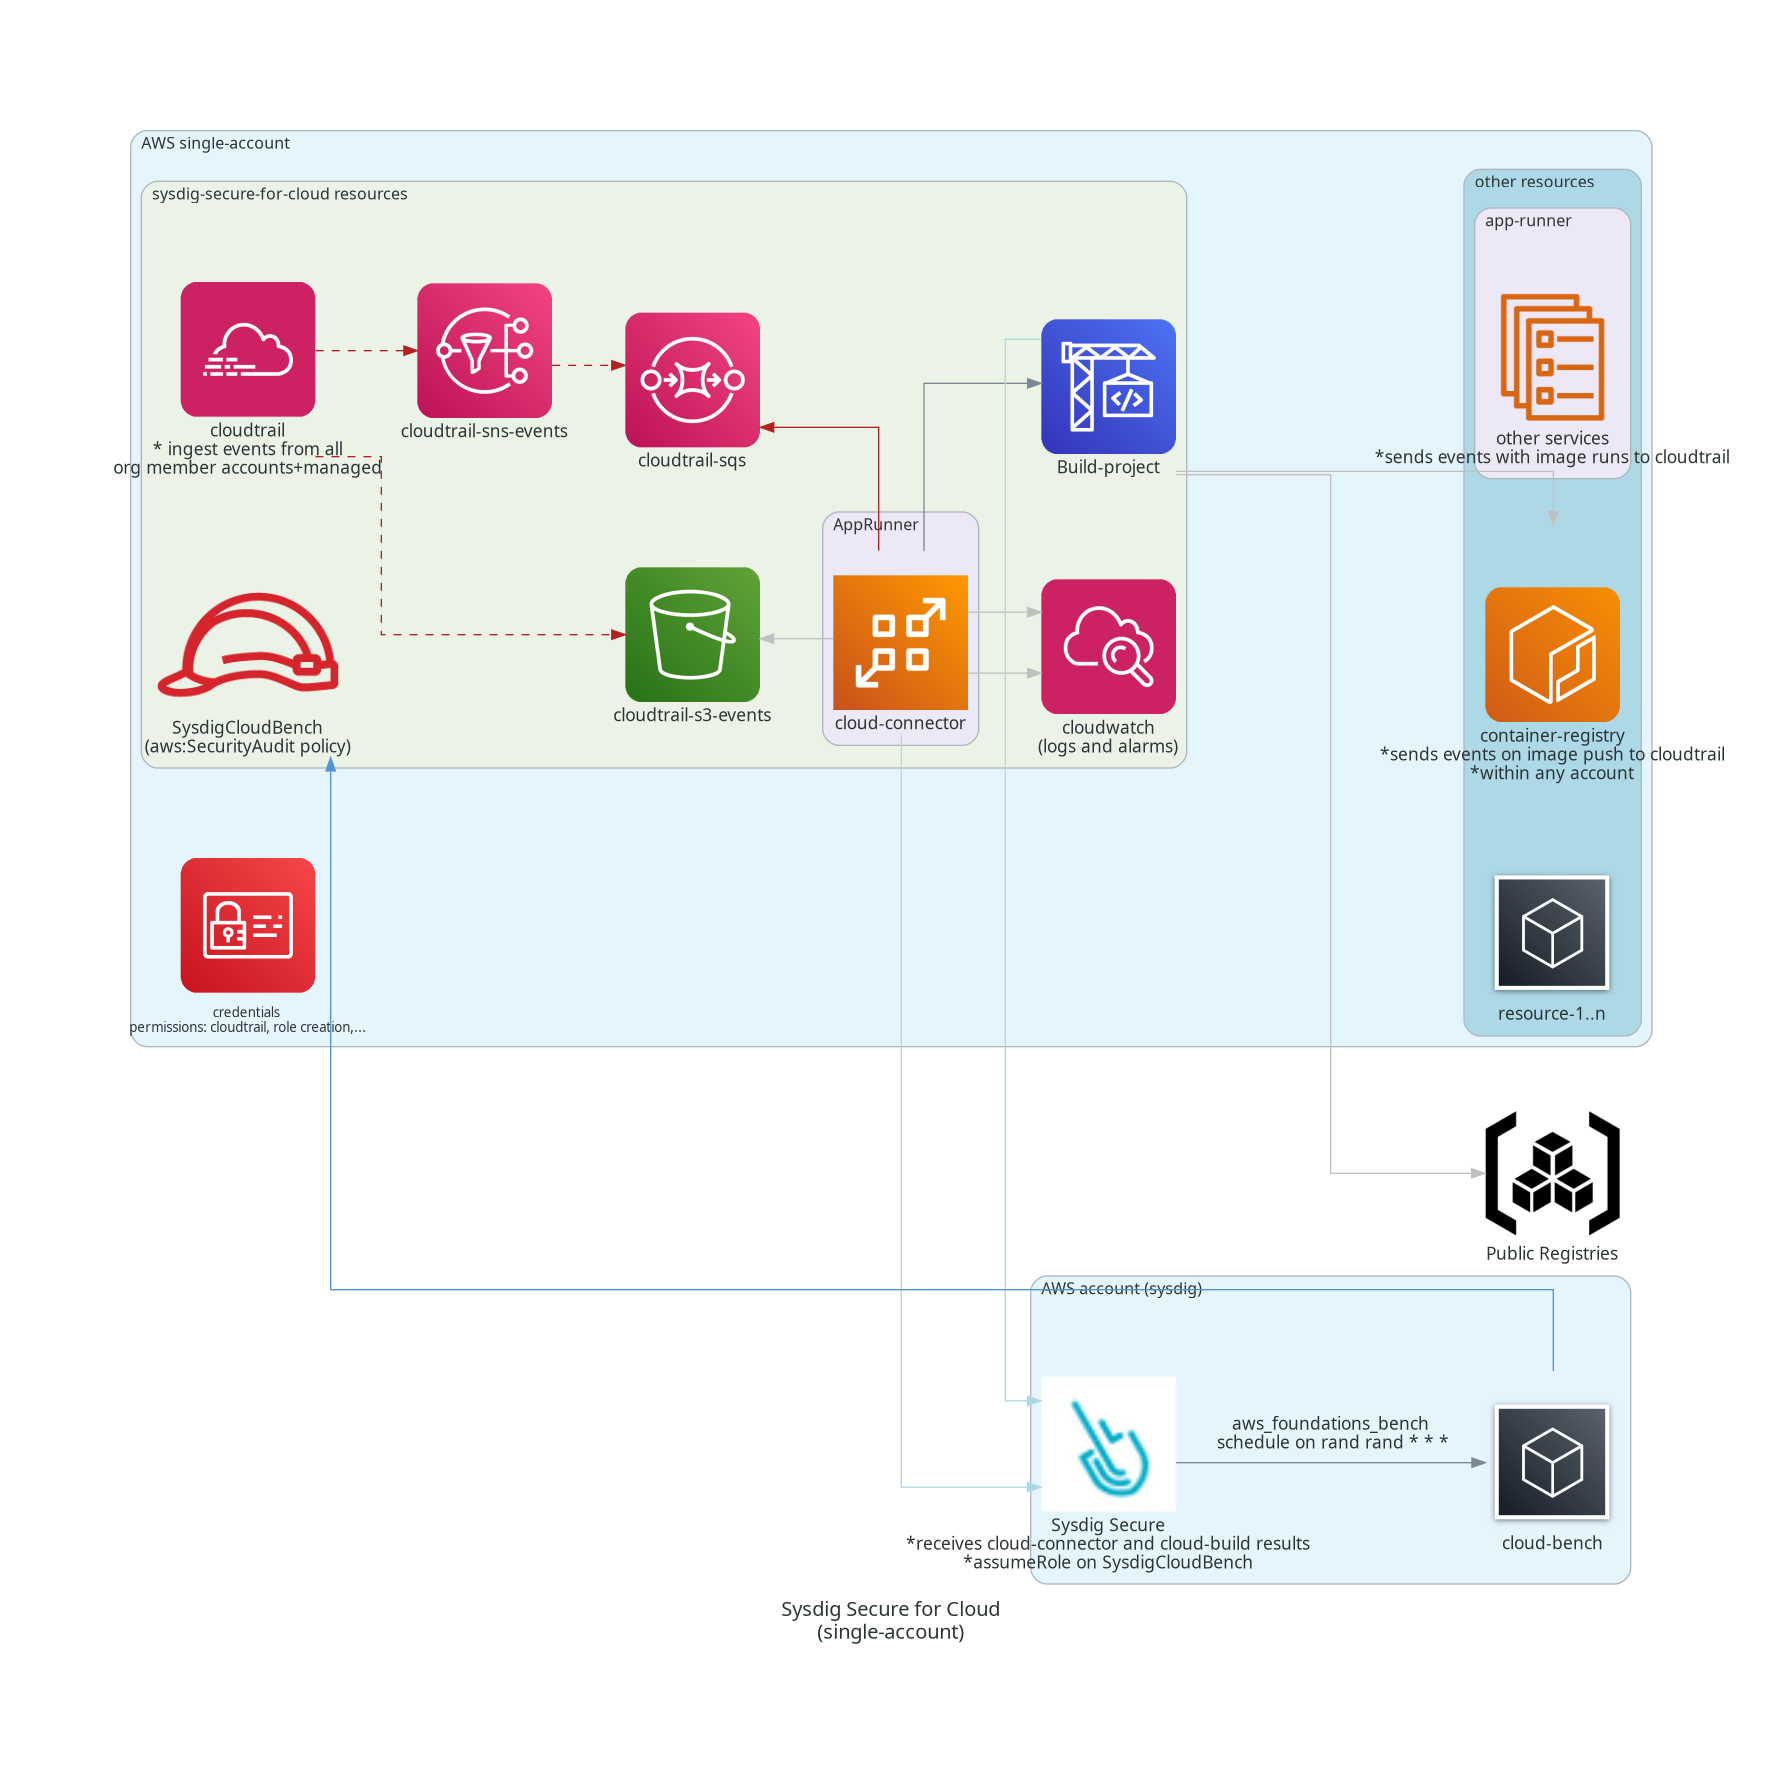 AWS single-account
sysdig-secure-for-cloud resources
other resources
app-runner
cloudtrail
* ingest events from all
org member accounts+managed
cloudtrail-sns-events
cloudtrail-sqs
Build-project
other services
*sends events with image runs to cloudtrail
AppRunner
SysdigCloudBench
(aws:SecurityAudit policy)
cloudtrail-s3-events
cloud-connector
cloudwatch
(logs and alarms)
container-registry
*sends events on image push to cloudtrail
*within any account
credentials
permissions: cloudtrail, role creation,...
resource-1..n
Public Registries
AWS account (sysdig)
aws_foundations_bench
schedule on rand rand * * *
Sysdig Secure
*receives cloud-connector and cloud-build results
*assumeRole on SysdigCloudBench
cloud-bench
Sysdig Secure for Cloud
(single-account)